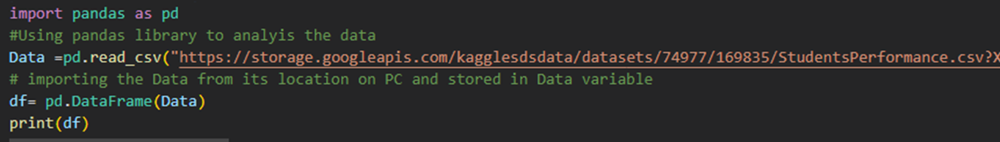 import pandas as pd
#Using pandas library to analyis the data
Data =pd.read_csv("https://storage.googleapis.com/kagglesdsdata/datasets/74977/169835/StudentsPerformance.csv?X
# importing the Data from its location on PC and stored in Data variable
df= pd.DataFrame(Data)
print(df)